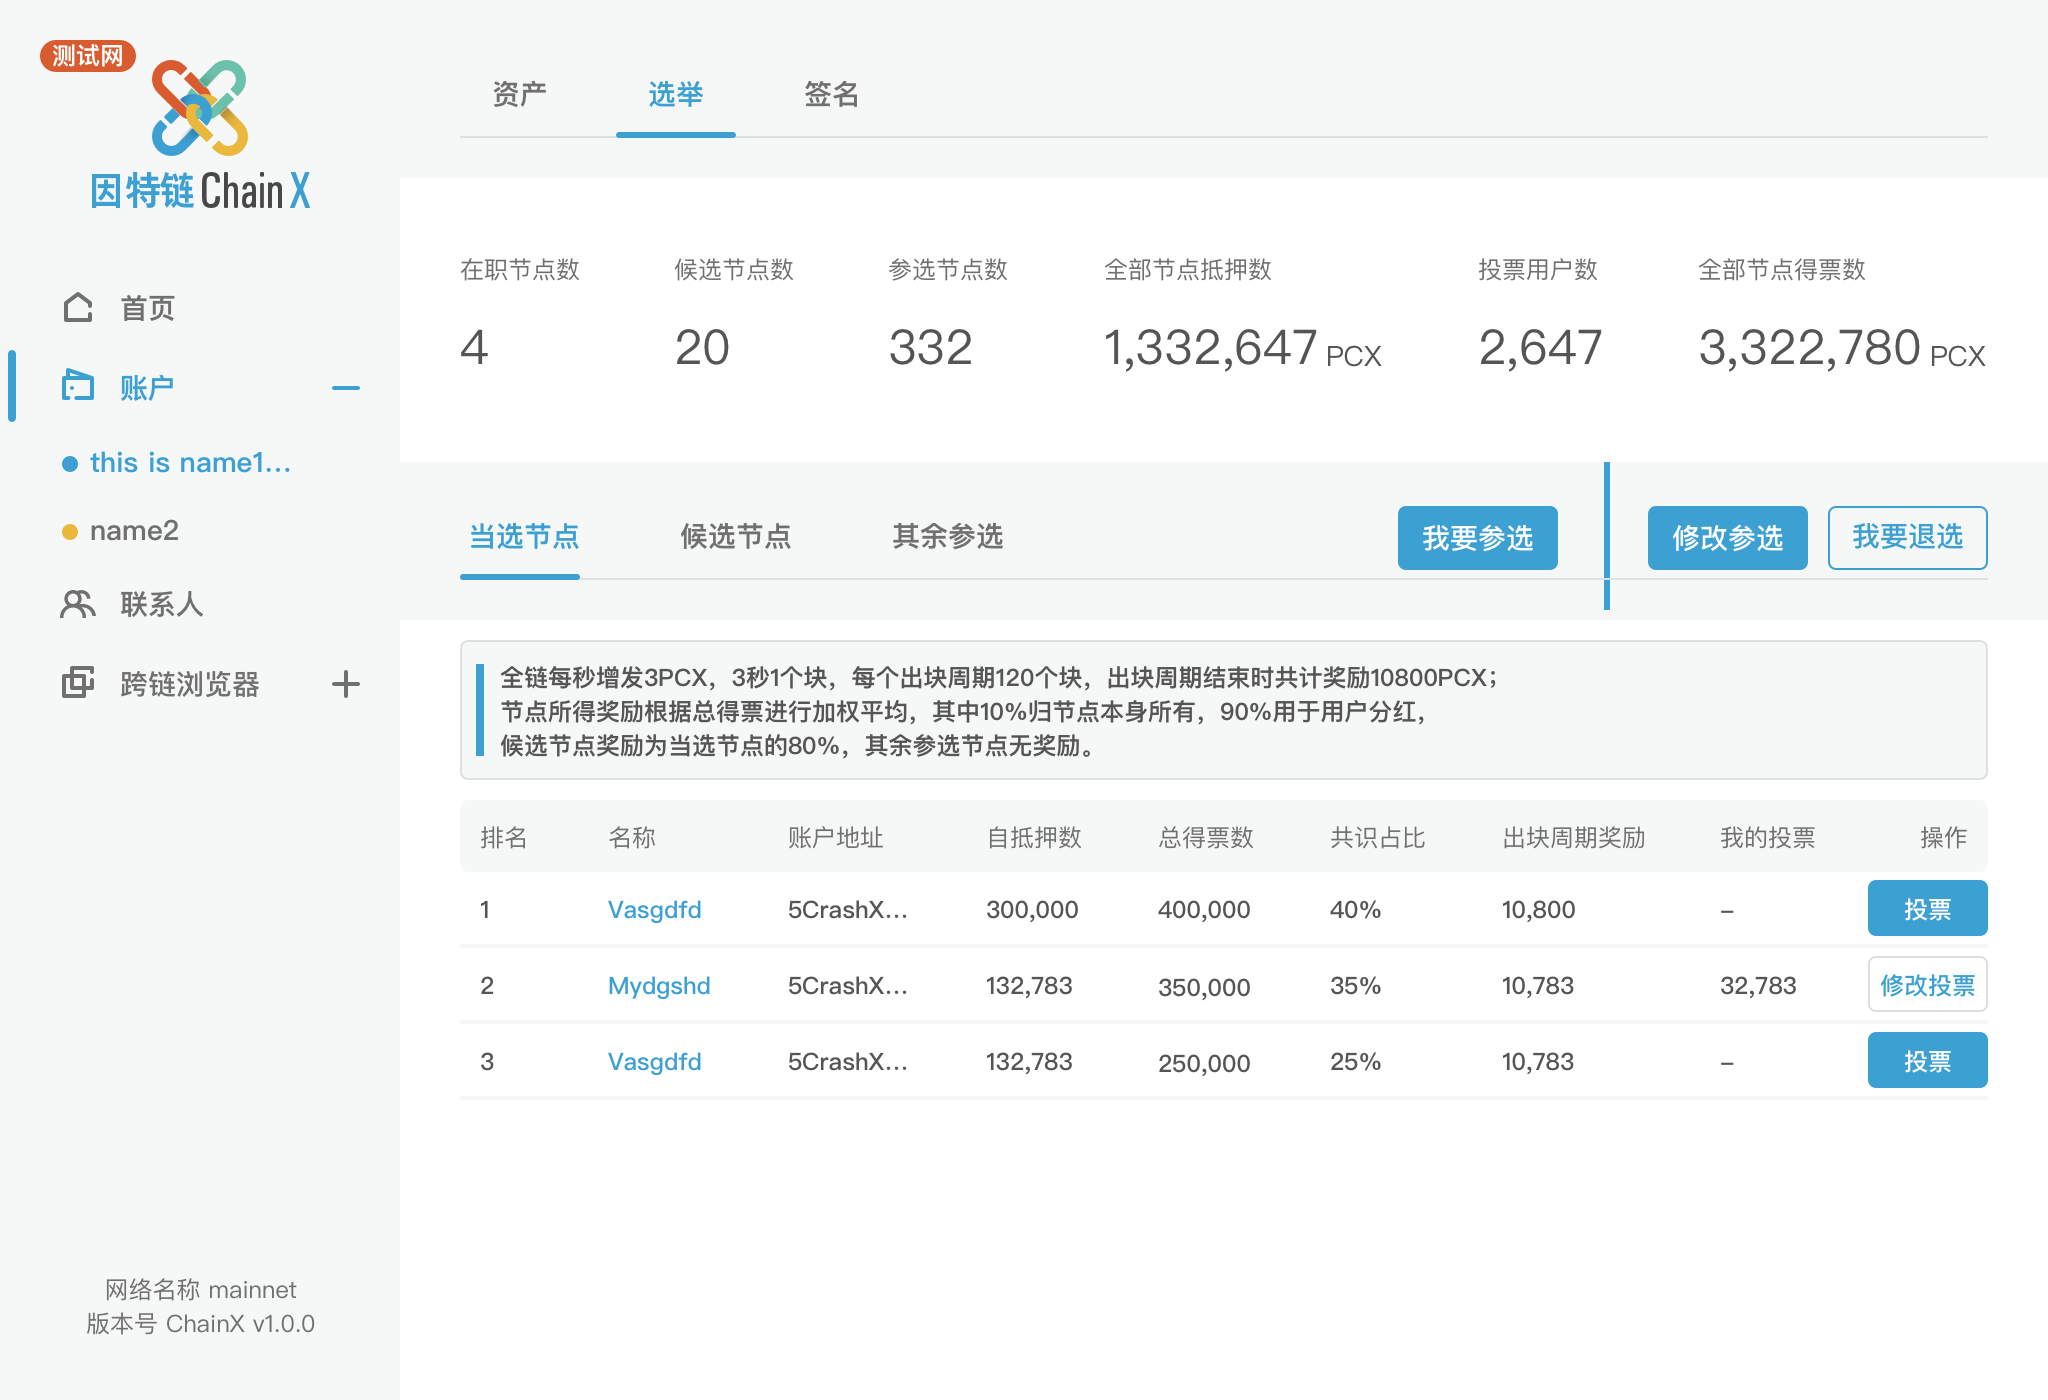 测试网
因特链 ChainX
首页
账户
this is name1...
name2
联系人
跨链浏览器
网络名称 mainnet
版本号 ChainX v1.0.0
资产 选举 签名
在职节点数 候选节点数 参选节点数 全部节点抵押数 投票用户数 全部节点得票数
4 20 332 1,332,647 PCX 2,647 3,322,780 PCX
当选节点 候选节点 其余参选 我要参选 修改参选 我要退选
全链每秒增发3PCX，3秒1个块，每个出块周期120个块，出块周期结束时共计奖励10800PCX；
节点所得奖励根据总得票进行加权平均，其中10%归节点本身所有，90%用于用户分红，
候选节点奖励为当选节点的80%，其余参选节点无奖励。
排名 名称 账户地址 自抵押数 总得票数 共识占比 出块周期奖励 我的投票 操作
1 Vasgdfd 5CrashX... 300,000 400,000 40% 10,800 – 投票
2 Mydgshd 5CrashX... 132,783 350,000 35% 10,783 32,783 修改投票
3 Vasgdfd 5CrashX... 132,783 250,000 25% 10,783 – 投票